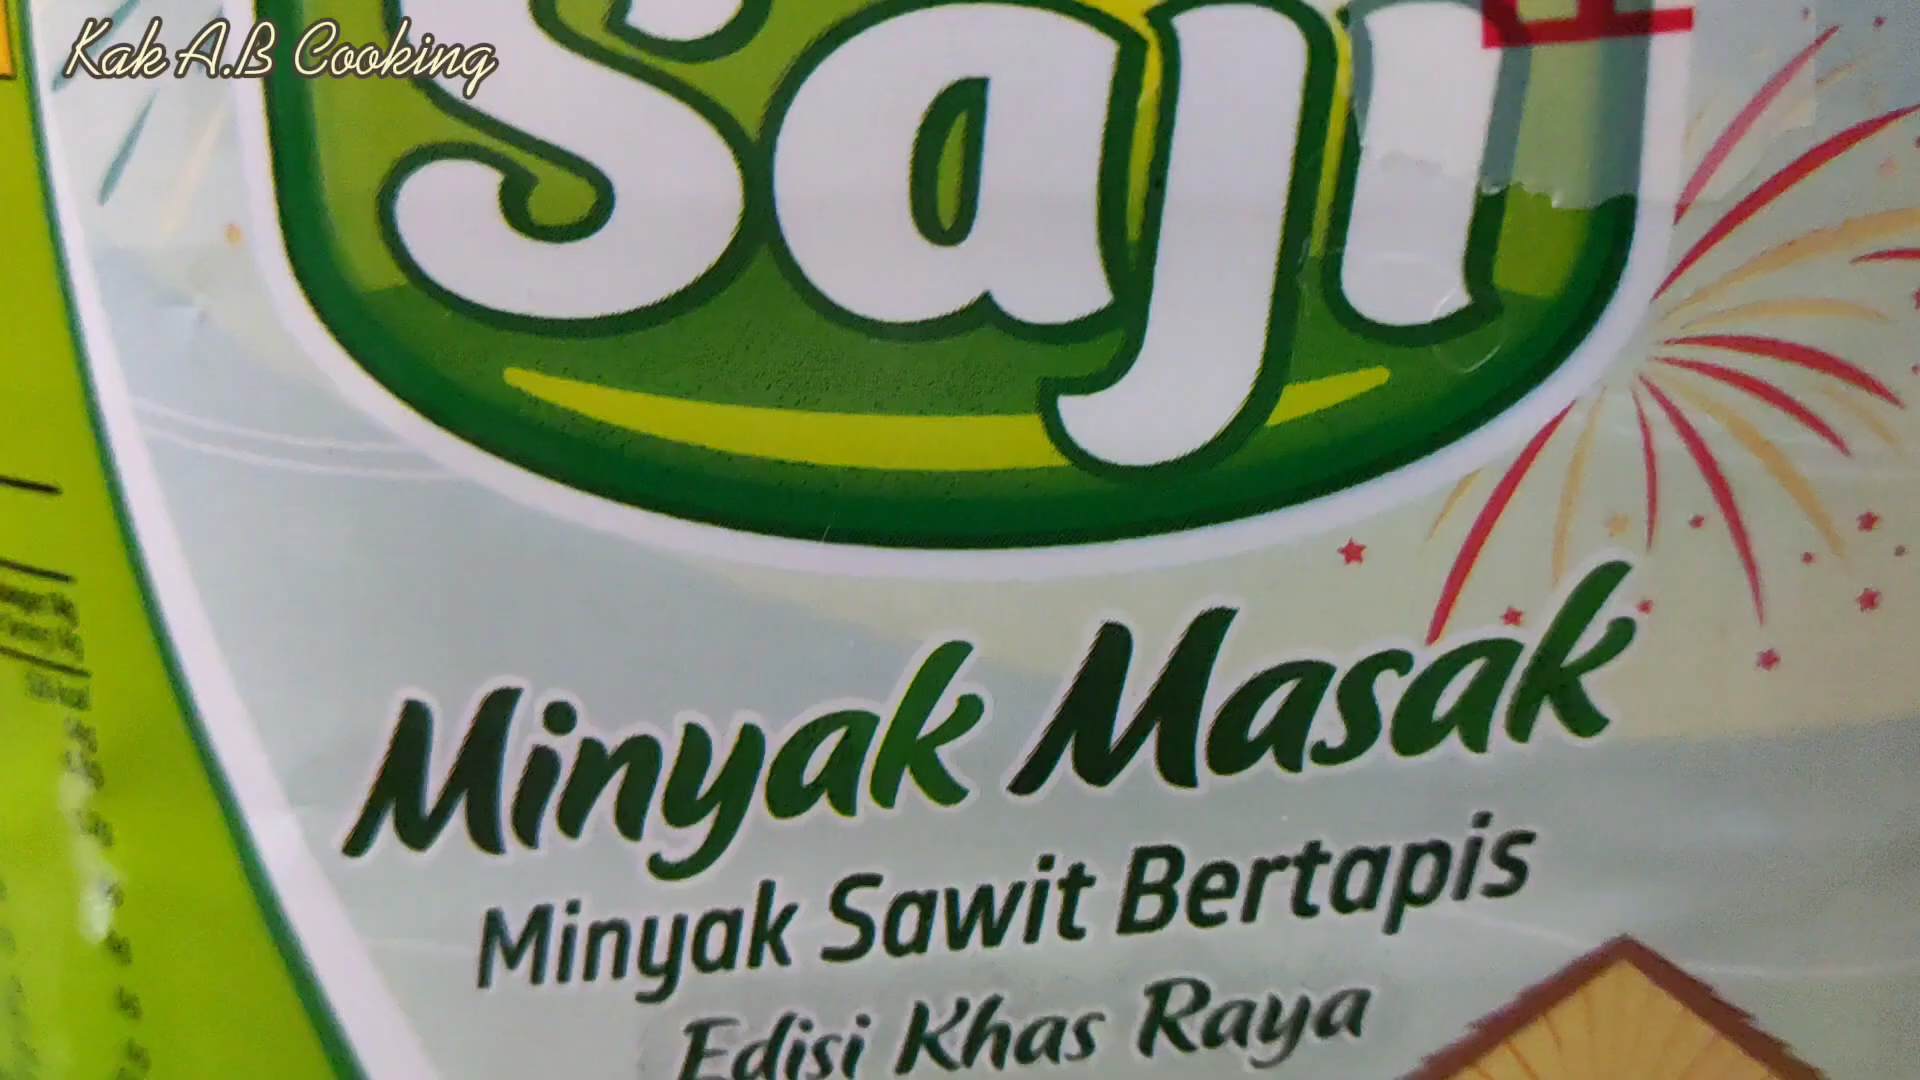 Kak A.B Cooking
Saji
Minyak Masak
Minyak Sawit Bertapis
Edisi Khas Raya